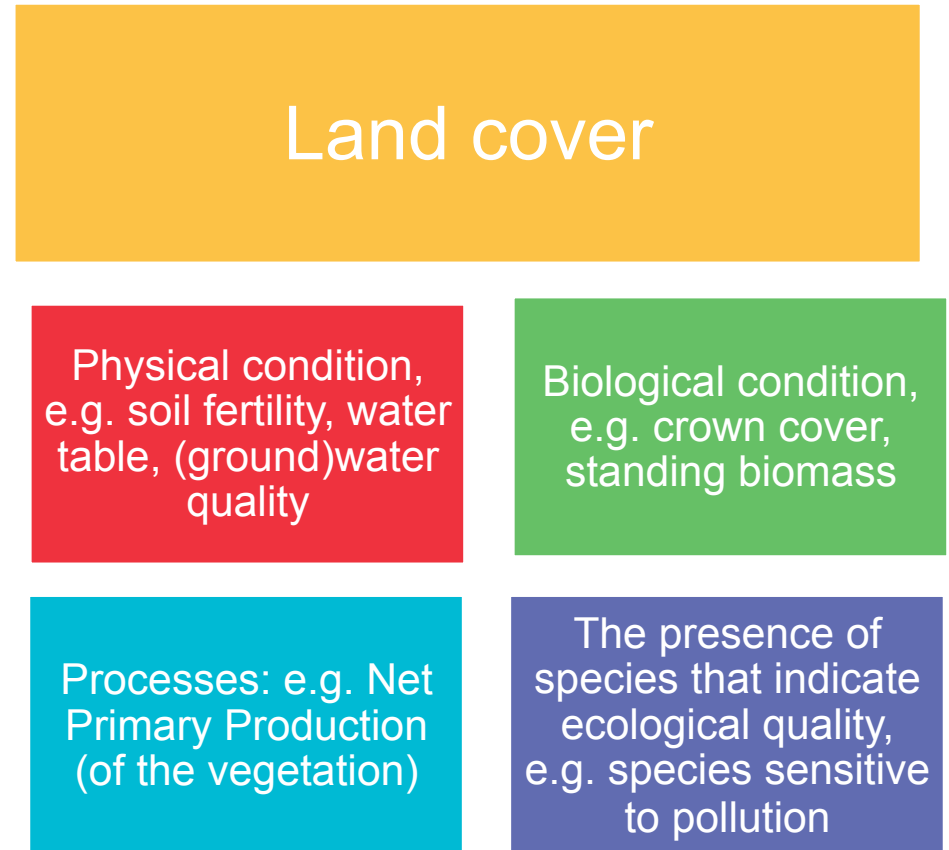 Land cover
Physical condition,
e.g. soil fertility, water
table, (ground)water
quality
Biological condition,
e.g. crown cover,
standing biomass
Processes: e.g. Net
Primary Production
(of the vegetation)
The presence of
species that indicate
ecological quality,
e.g. species sensitive
to pollution